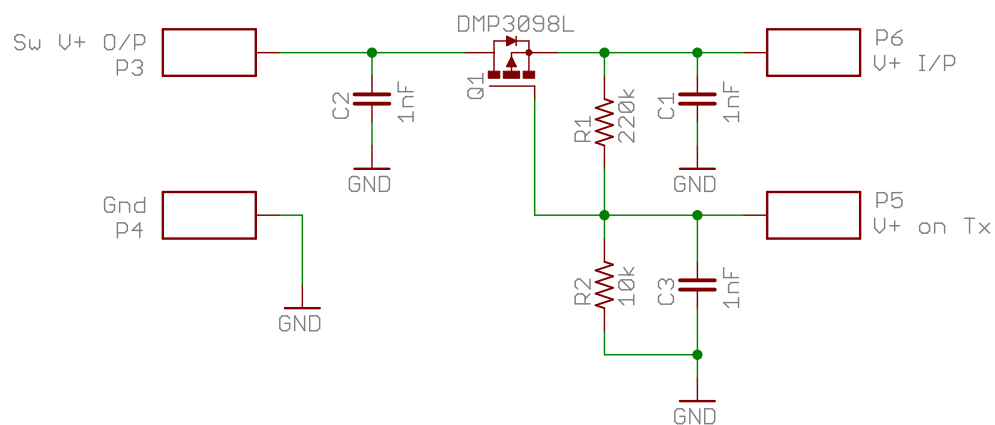 DMP3098L
Sw V+ O/P
P3
Q1
P6
V+ I/P
C2
1nF
R1
220k
C1
1nF
GND
GND
Gnd
P4
P5
V+ on Tx
R2
10k
C3
1nF
GND
GND